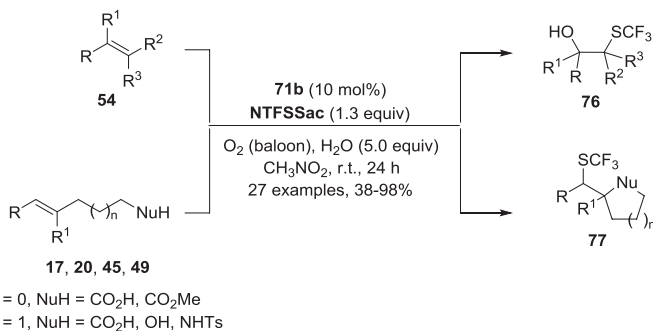 R R¹ R² R³
54
71b (10 mol%)
NTFSSac (1.3 equiv)
O₂ (baloon), H₂O (5.0 equiv)
CH₃NO₂, r.t., 24 h
27 examples, 38-98%
HO SCF₃ R¹ R R² R³
76
R R¹ ( )n NuH
17, 20, 45, 49
= 0, NuH = CO₂H, CO₂Me
= 1, NuH = CO₂H, OH, NHTs
SCF₃ R R¹ Nu ( )n
77